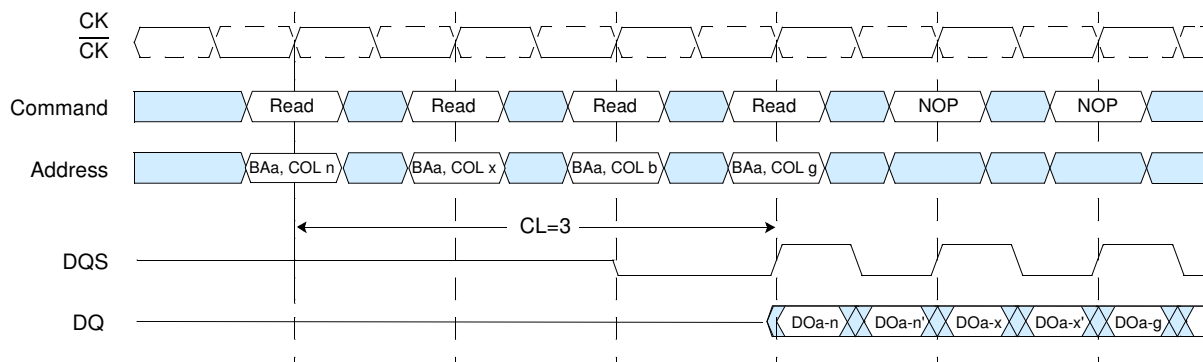 CK
CK
Command Read Read Read Read NOP NOP
Address BAa, COL n BAa, COL x BAa, COL b BAa, COL g
CL=3
DQS
DQ DOa-n DOa-n' DOa-x DOa-x' DOa-g